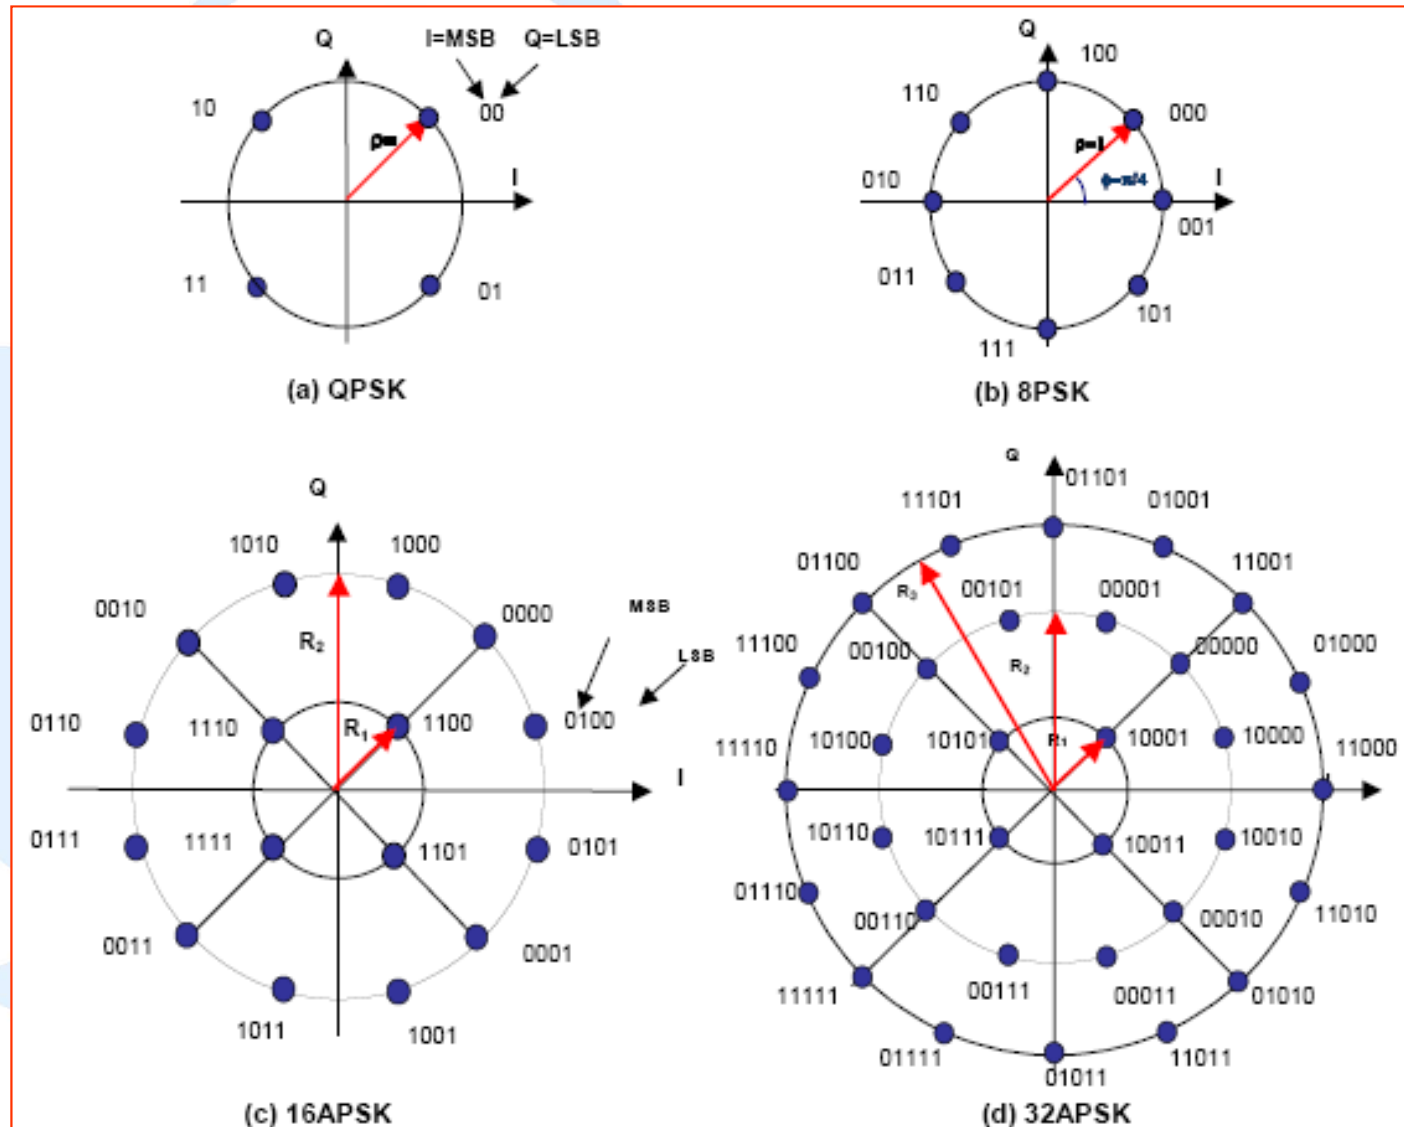 Q I=MSB Q=LSB
10 00
I
11 01
(a) QPSK
Q 100
110 000
ρ=1
φ=π/4
010 I
001
011 101
111
(b) 8PSK
Q
1010 1000
0010 0000
MSB
LSB
R2
0110 1110 R1 1100 0100
I
0111 1111 1101 0101
0011 0001
1011 1001
(c) 16APSK
Q 01101
11101 01001
01100 11001
R3 00101 00001
11100 00100 R2 00000 01000
11110 10100 10101 R1 10001 10000 11000
10110 10111 10011 10010
01110 00110 00010 11010
11111 00111 00011 01010
01111 01011 11011
(d) 32APSK